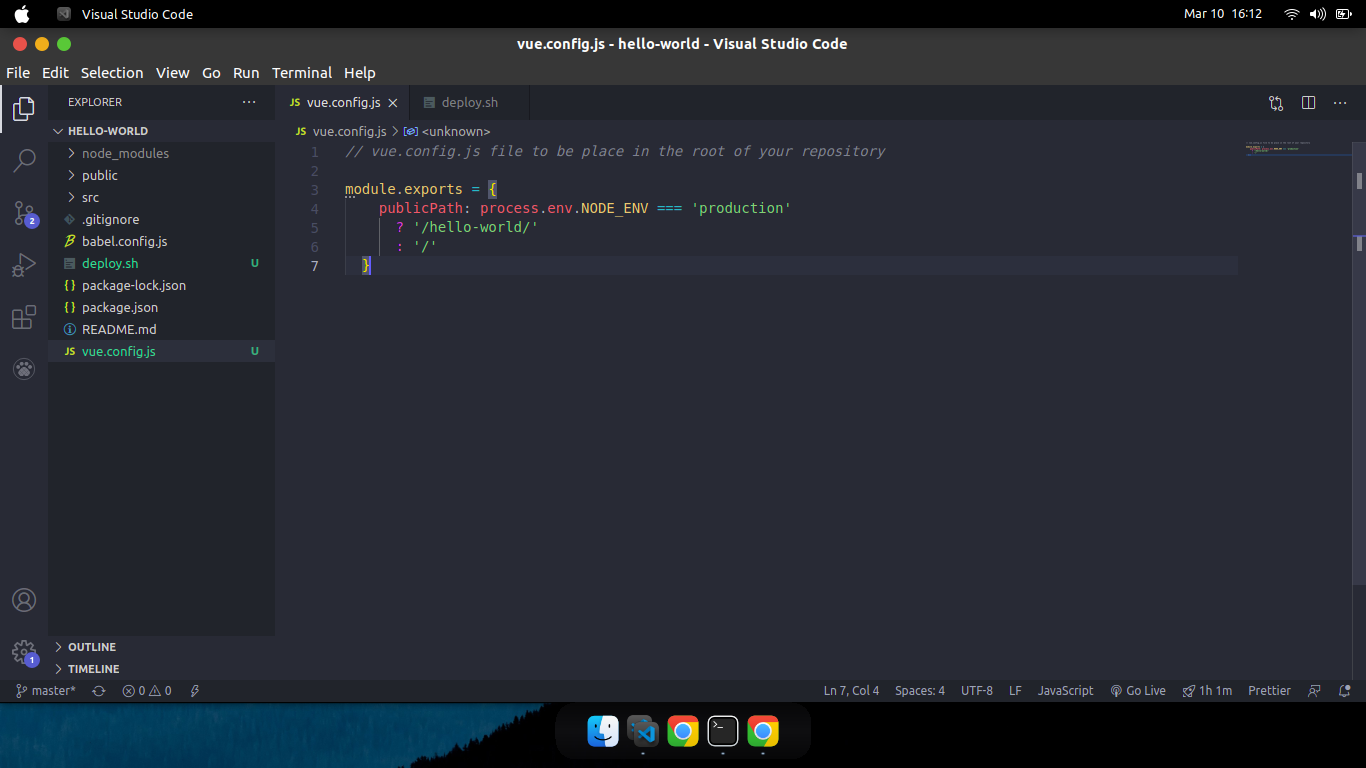 Visual Studio Code
Mar 10 16:12
vue.config.js - hello-world - Visual Studio Code
File Edit Selection View Go Run Terminal Help
EXPLORER
JS vue.config.js
deploy.sh
HELLO-WORLD
JS vue.config.js > <unknown>
node_modules
public
src
.gitignore
babel.config.js
deploy.sh U
{} package-lock.json
{} package.json
README.md
JS vue.config.js U
1 // vue.config.js file to be place in the root of your repository
2
3 module.exports = {
4 publicPath: process.env.NODE_ENV === 'production'
5 ? '/hello-world/'
6 : '/'
7 }
2
1
OUTLINE
TIMELINE
master* 0 0
Ln 7, Col 4 Spaces: 4 UTF-8 LF JavaScript Go Live 1h 1m Prettier